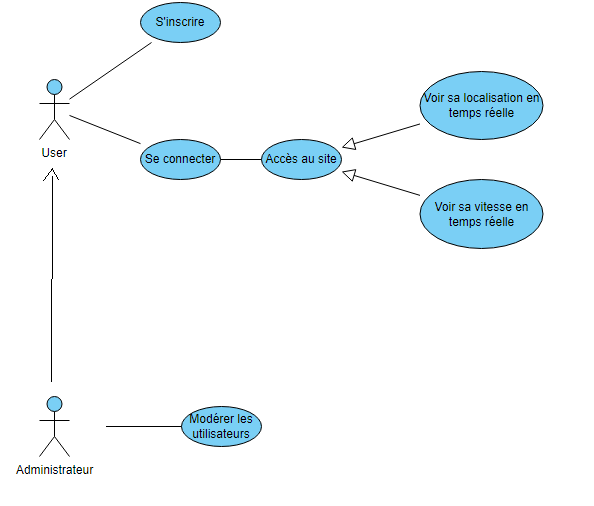 S'inscrire
User
Se connecter
Accès au site
Voir sa localisation en
temps réelle
Voir sa vitesse en
temps réelle
Modérer les
utilisateurs
Administrateur